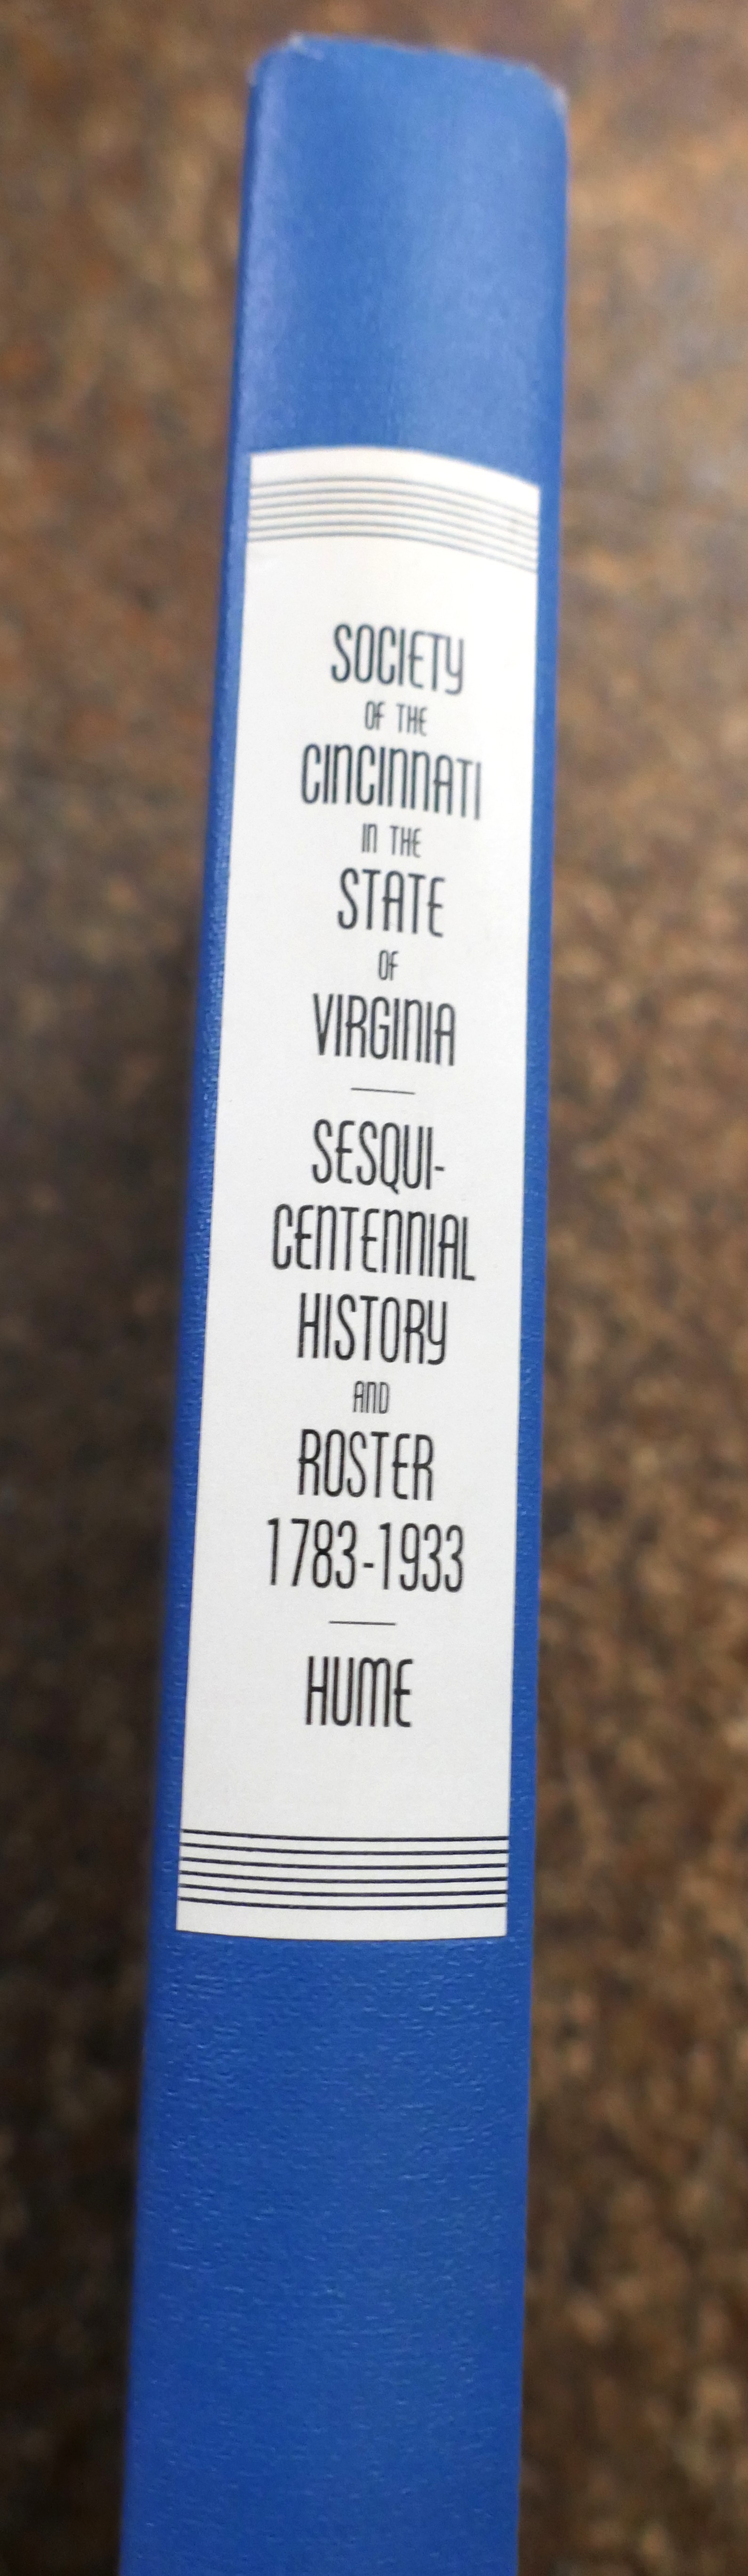 SOCIETY
OF THE
CINCINNATI
IN THE
STATE
OF
VIRGINIA
SESQUI-
CENTENNIAL
HISTORY
AND
ROSTER
1783-1933
HUME